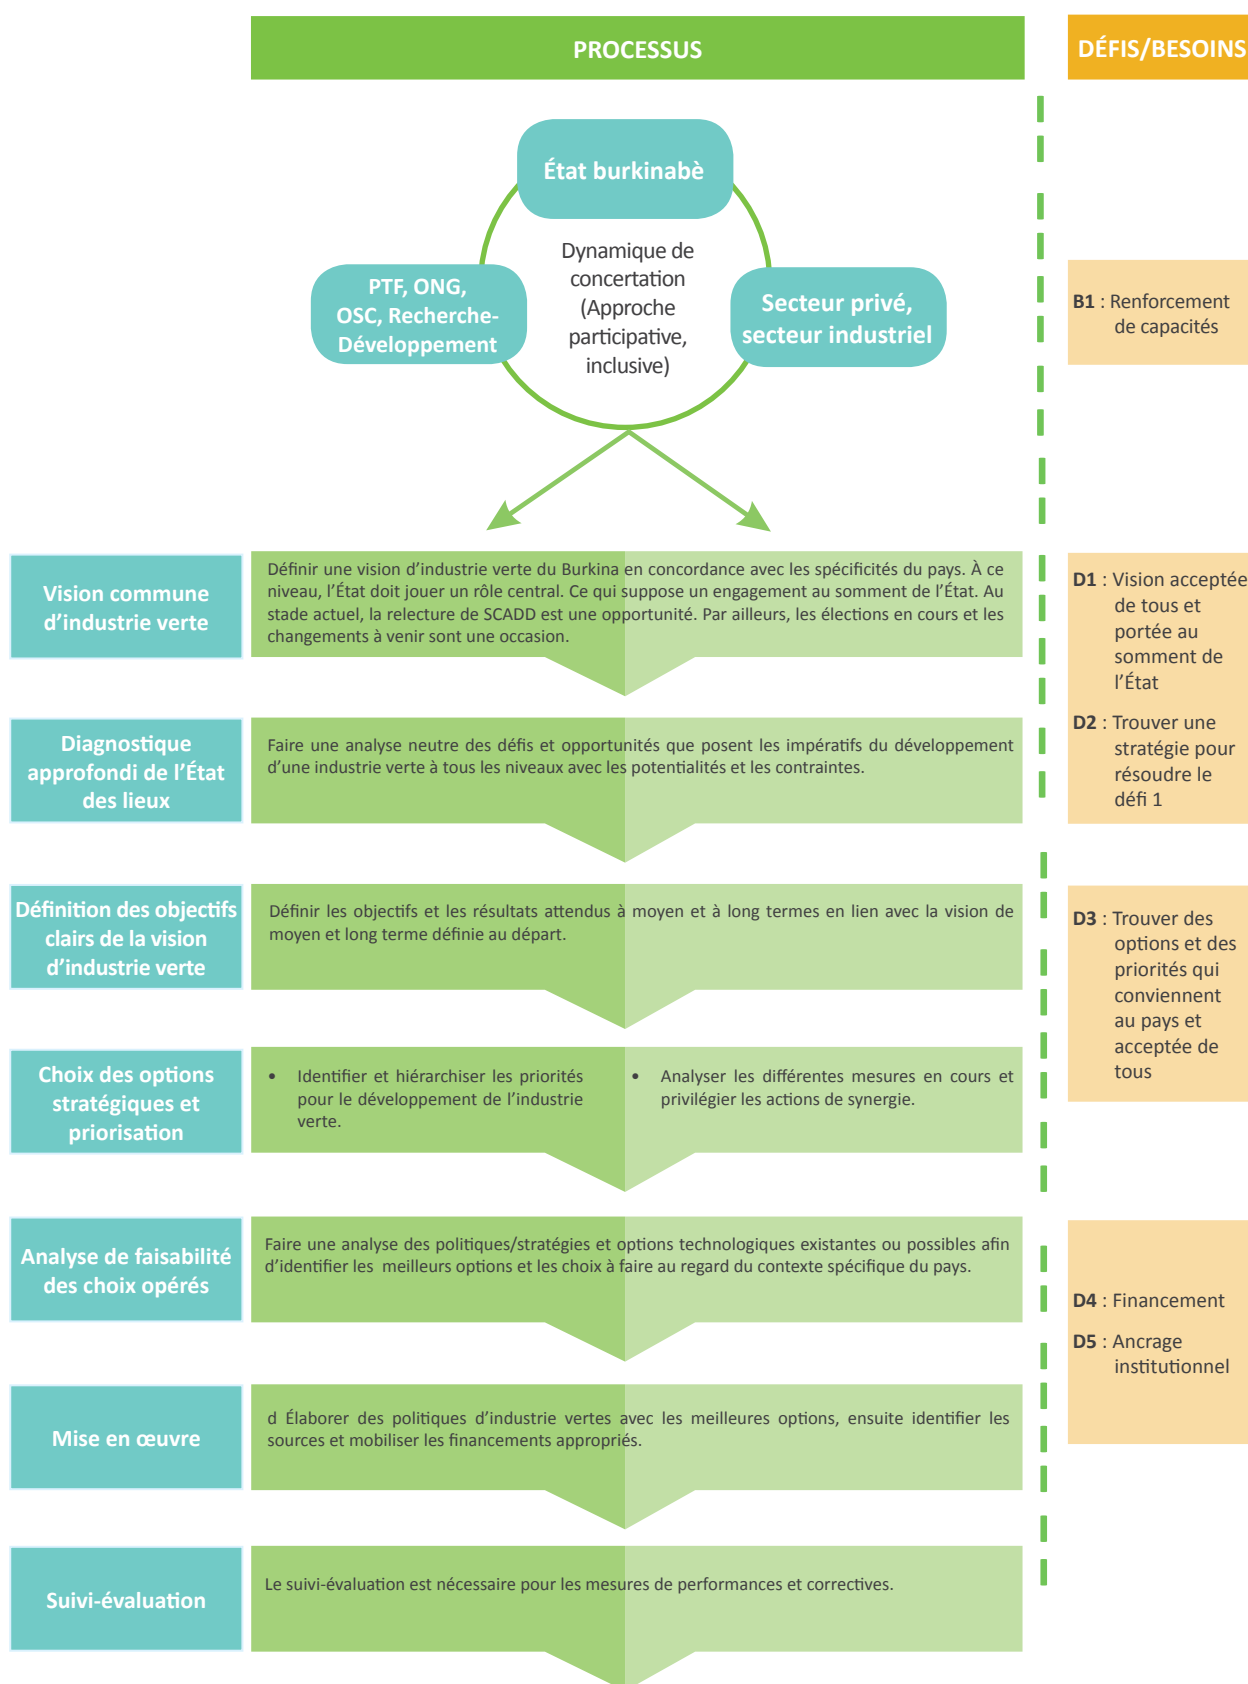 PROCESSUS
DÉFIS/BESOINS
État burkinabè
Dynamique de
concertation
(Approche
participative,
inclusive)
PTF, ONG,
OSC, Recherche-
Développement
Secteur privé,
secteur industriel
B1 : Renforcement
de capacités
Vision commune
d’industrie verte
Définir une vision d’industrie verte du Burkina en concordance avec les spécificités du pays. À ce
niveau, l’État doit jouer un rôle central. Ce qui suppose un engagement au somment de l’État. Au
stade actuel, la relecture de SCADD est une opportunité. Par ailleurs, les élections en cours et les
changements à venir sont une occasion.
D1 : Vision acceptée
de tous et
portée au
somment de
l’État
D2 : Trouver une
stratégie pour
résoudre le
défi 1
Diagnostique
approfondi de l’État
des lieux
Faire une analyse neutre des défis et opportunités que posent les impératifs du développement
d’une industrie verte à tous les niveaux avec les potentialités et les contraintes.
Définition des objectifs
clairs de la vision
d’industrie verte
Définir les objectifs et les résultats attendus à moyen et à long termes en lien avec la vision de
moyen et long terme définie au départ.
D3 : Trouver des
options et des
priorités qui
conviennent
au pays et
acceptée de
tous
Choix des options
stratégiques et
priorisation
• Identifier et hiérarchiser les priorités
pour le développement de l’industrie
verte.
• Analyser les différentes mesures en cours et
privilégier les actions de synergie.
Analyse de faisabilité
des choix opérés
Faire une analyse des politiques/stratégies et options technologiques existantes ou possibles afin
d’identifier les meilleurs options et les choix à faire au regard du contexte spécifique du pays.
D4 : Financement
D5 : Ancrage
institutionnel
Mise en œuvre
d Élaborer des politiques d’industrie vertes avec les meilleures options, ensuite identifier les
sources et mobiliser les financements appropriés.
Suivi-évaluation
Le suivi-évaluation est nécessaire pour les mesures de performances et correctives.